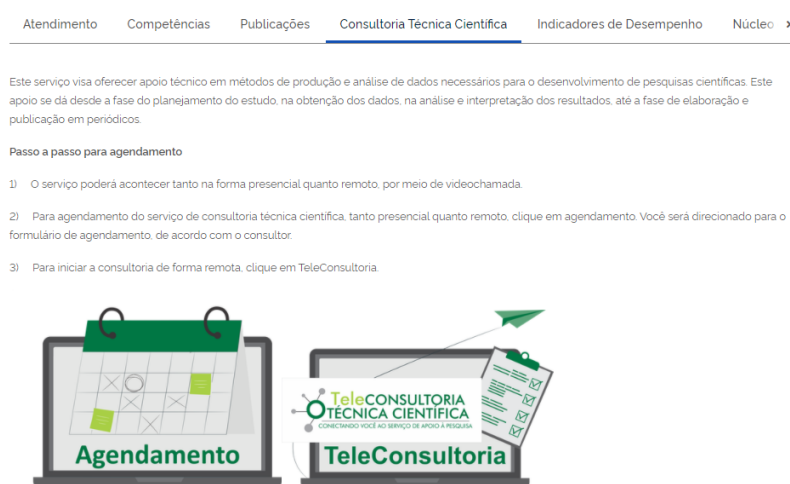 Atendimento Competências Publicações Consultoria Técnica Científica Indicadores de Desempenho Núcleo
Este serviço visa oferecer apoio técnico em métodos de produção e análise de dados necessários para o desenvolvimento de pesquisas científicas. Este
apoio se dá desde a fase do planejamento do estudo, na obtenção dos dados, na análise e interpretação dos resultados, até a fase de elaboração e
publicação em periódicos.
Passo a passo para agendamento
1) O serviço poderá acontecer tanto na forma presencial quanto remoto, por meio de videochamada.
2) Para agendamento do serviço de consultoria técnica científica, tanto presencial quanto remoto, clique em agendamento. Você será direcionado para o
formulário de agendamento, de acordo com o consultor.
3) Para iniciar a consultoria de forma remota, clique em TeleConsultoria.
TeleCONSULTORIA
TÉCNICA CIENTÍFICA
CONECTANDO VOCÊ AO SERVIÇO DE APOIO À PESQUISA
Agendamento
TeleConsultoria